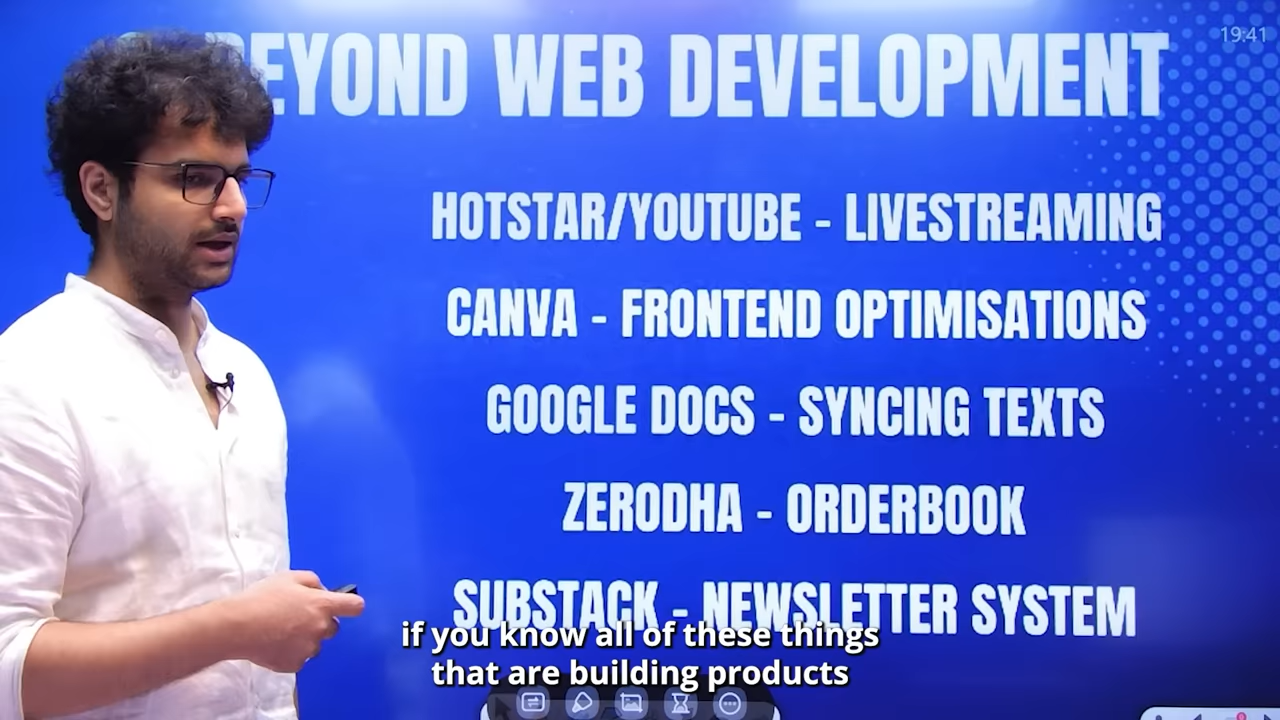 19:41
BEYOND WEB DEVELOPMENT
HOTSTAR/YOUTUBE - LIVESTREAMING
CANVA - FRONTEND OPTIMISATIONS
GOOGLE DOCS - SYNCING TEXTS
ZERODHA - ORDERBOOK
SUBSTACK - NEWSLETTER SYSTEM
if you know all of these things
that are building products